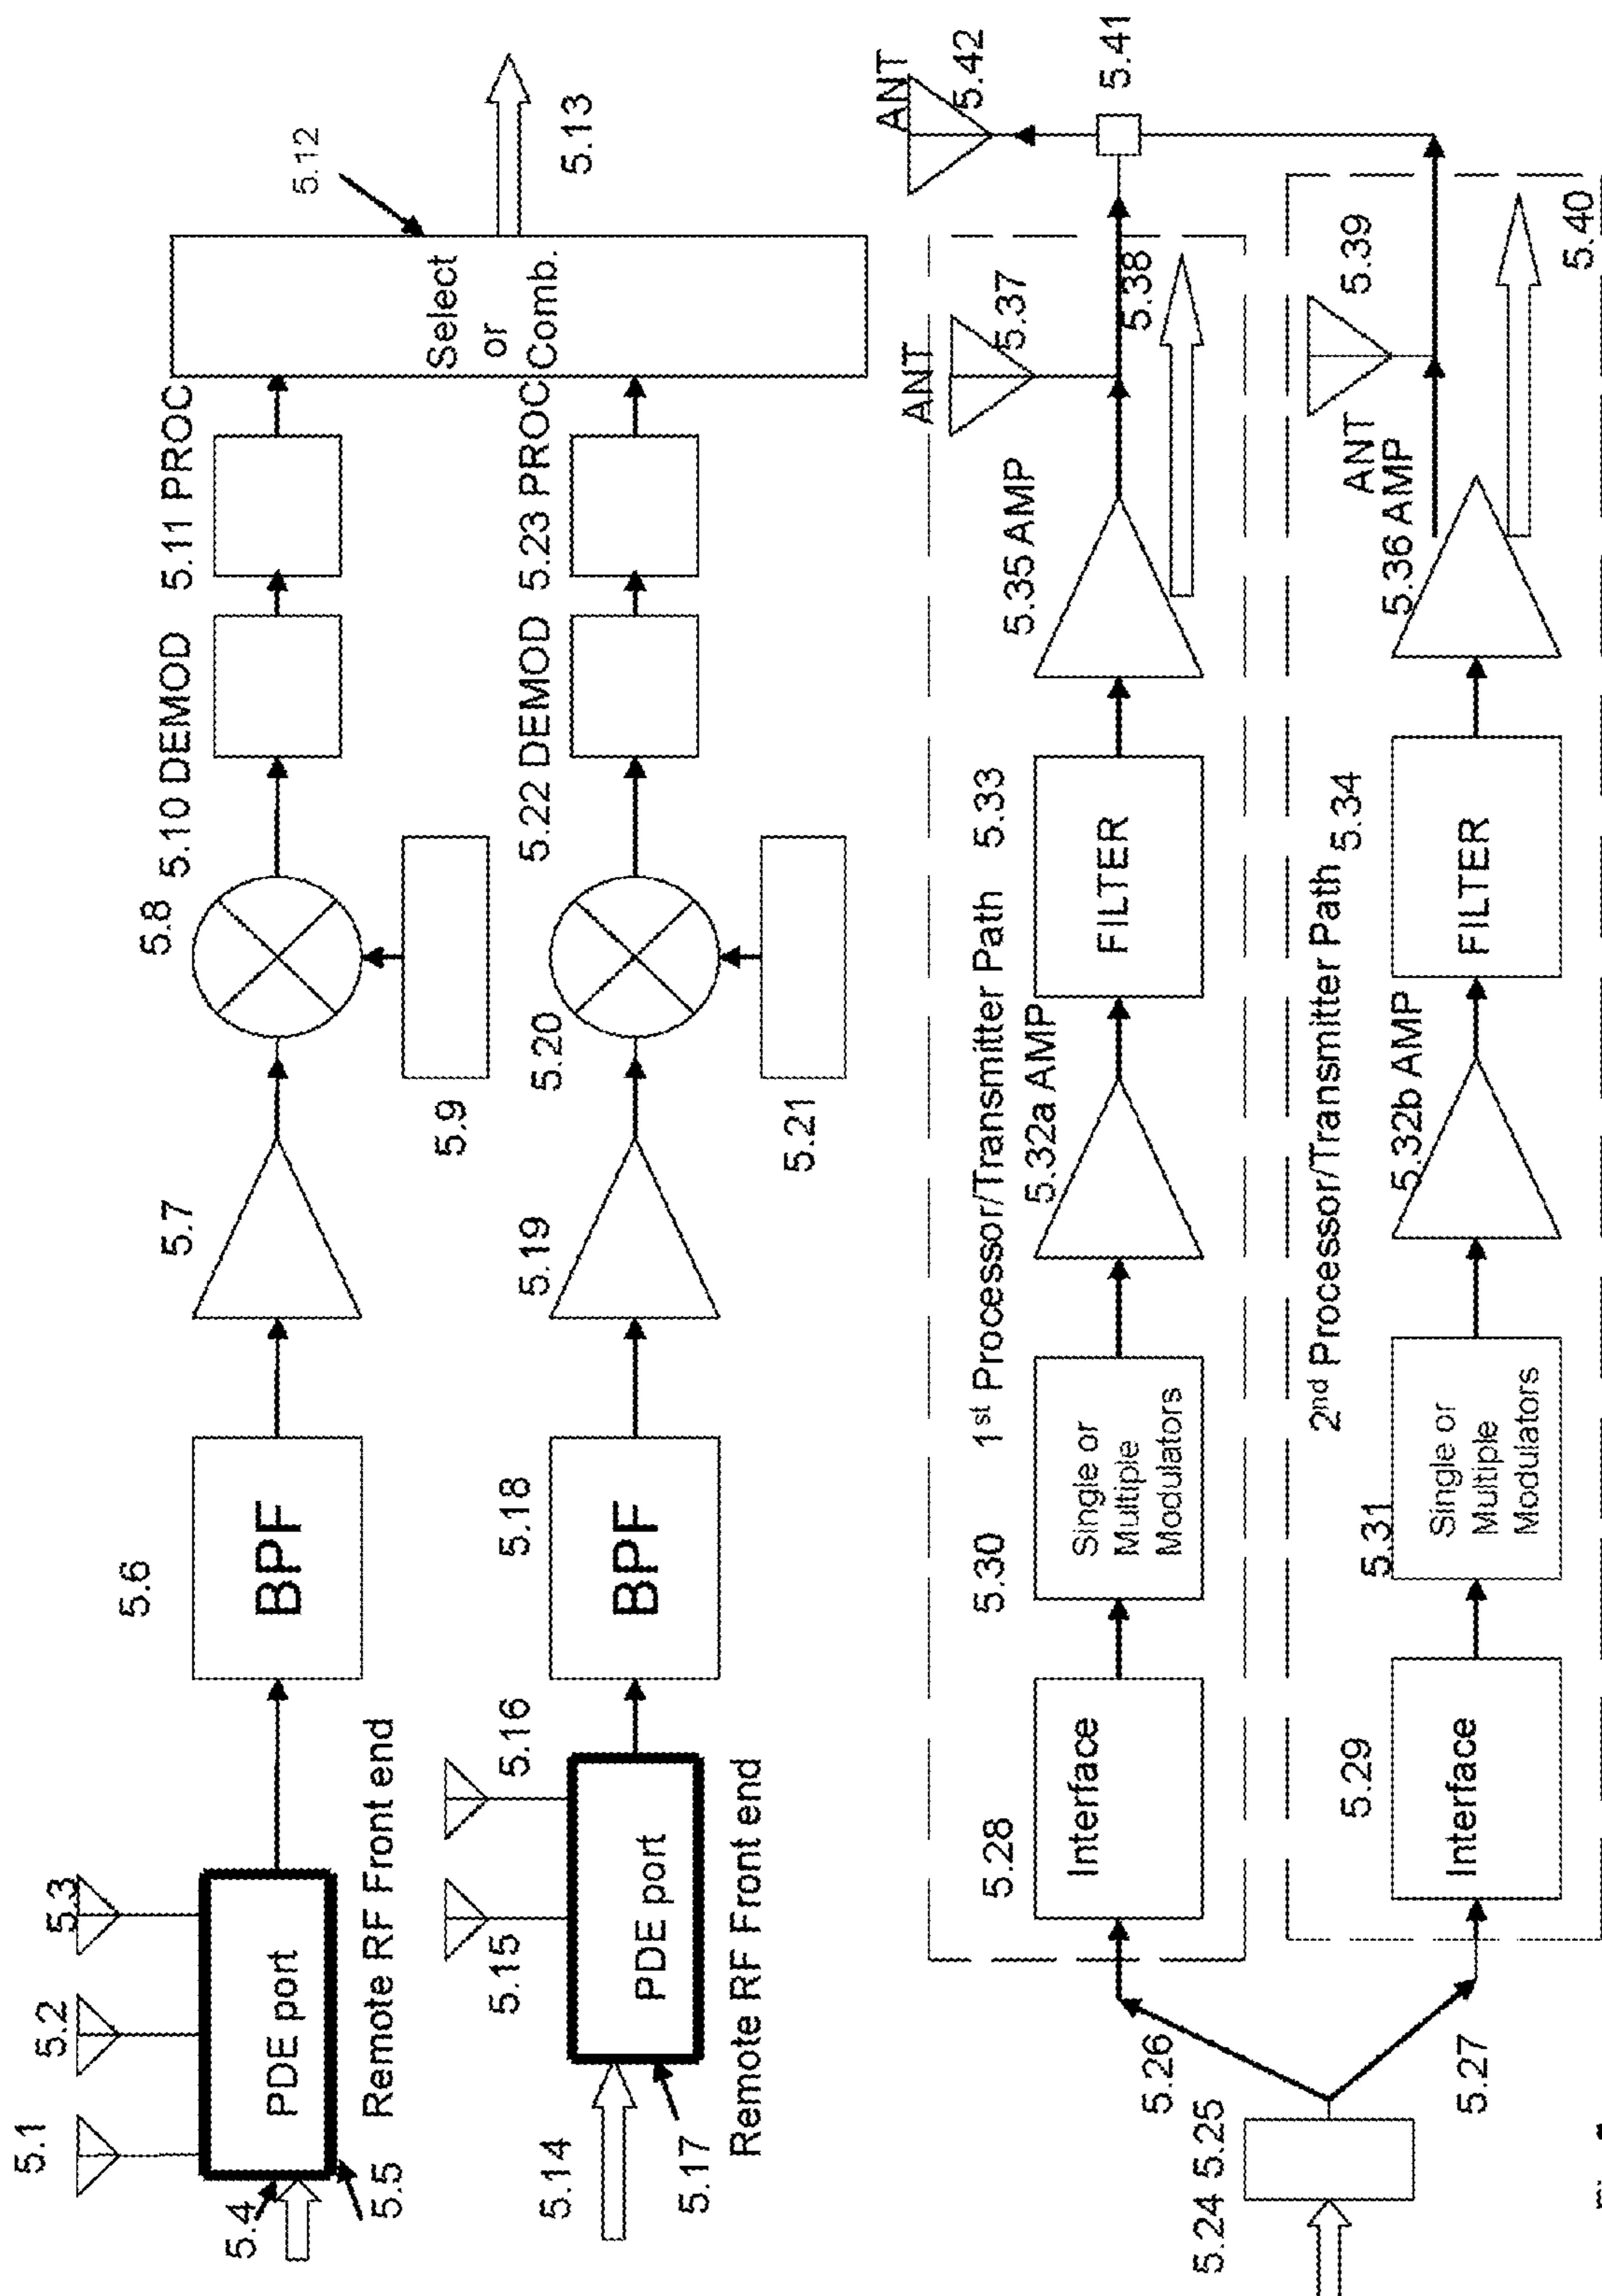 5.1
5.2
5.3
5.4
PDE port
5.5
Remote RF Front end
5.6
BPF
5.7
5.8
5.9
5.10 DEMOD
5.11 PROC
5.12
Select
or
Comb.
5.13
5.14
5.15
5.16
PDE port
5.17
Remote RF Front end
5.18
BPF
5.19
5.20
5.21
5.22 DEMOD
5.23 PROC
5.24
5.25
5.26
5.27
5.28
Interface
5.30
Single or
Multiple
Modulators
1st Processor/Transmitter Path
5.32a AMP
5.33
FILTER
5.35 AMP
ANT
5.37
5.38
ANT
5.42
5.41
5.29
Interface
5.31
Single or
Multiple
Modulators
2nd Processor/Transmitter Path
5.32b AMP
5.34
FILTER
5.36 AMP
ANT
5.39
5.40